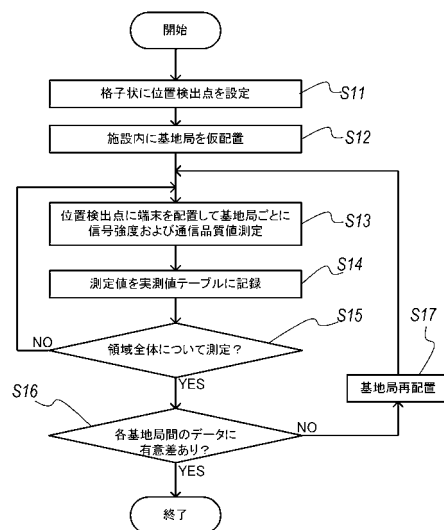 開始
格子状に位置検出点を設定
S11
施設内に基地局を仮配置
S12
位置検出点に端末を配置して基地局ごとに
信号強度および通信品質値測定
S13
測定値を実測値テーブルに記録
S14
領域全体について測定？
S15
NO
YES
S16
各基地局間のデータに
有意差あり？
NO
YES
基地局再配置
S17
終了